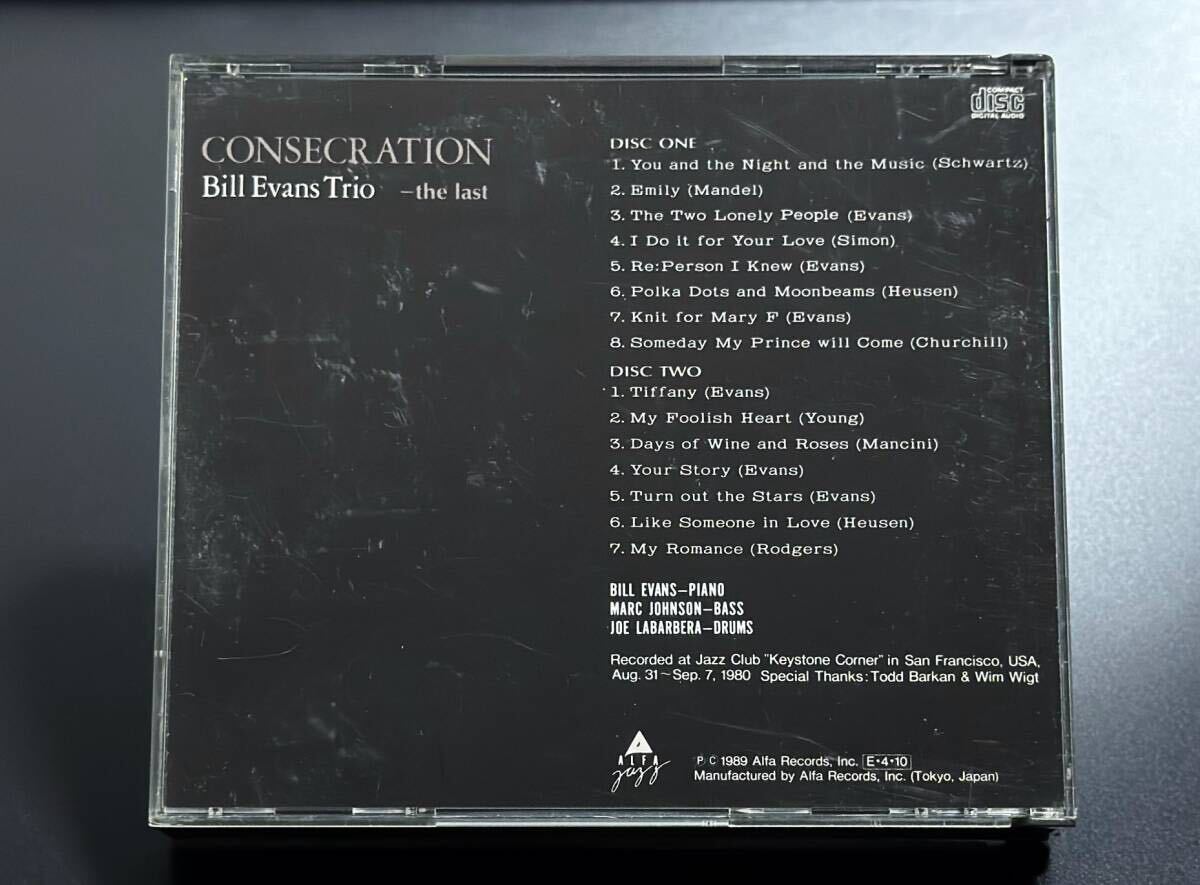 COMPACT
disc
DIGITAL AUDIO
CONSECRATION
Bill Evans Trio –the last
DISC ONE
1. You and the Night and the Music (Schwartz)
2. Emily (Mandel)
3. The Two Lonely People (Evans)
4. I Do it for Your Love (Simon)
5. Re:Person I Knew (Evans)
6. Polka Dots and Moonbeams (Heusen)
7. Knit for Mary F (Evans)
8. Someday My Prince will Come (Churchill)
DISC TWO
1. Tiffany (Evans)
2. My Foolish Heart (Young)
3. Days of Wine and Roses (Mancini)
4. Your Story (Evans)
5. Turn out the Stars (Evans)
6. Like Someone in Love (Heusen)
7. My Romance (Rodgers)
BILL EVANS–PIANO
MARC JOHNSON–BASS
JOE LABARBERA–DRUMS
Recorded at Jazz Club "Keystone Corner" in San Francisco, USA,
Aug. 31~Sep. 7, 1980 Special Thanks: Todd Barkan & Wim Wigt
ALFA
jazz
P C 1989 Alfa Records, Inc. E•4•10
Manufactured by Alfa Records, Inc. (Tokyo, Japan)